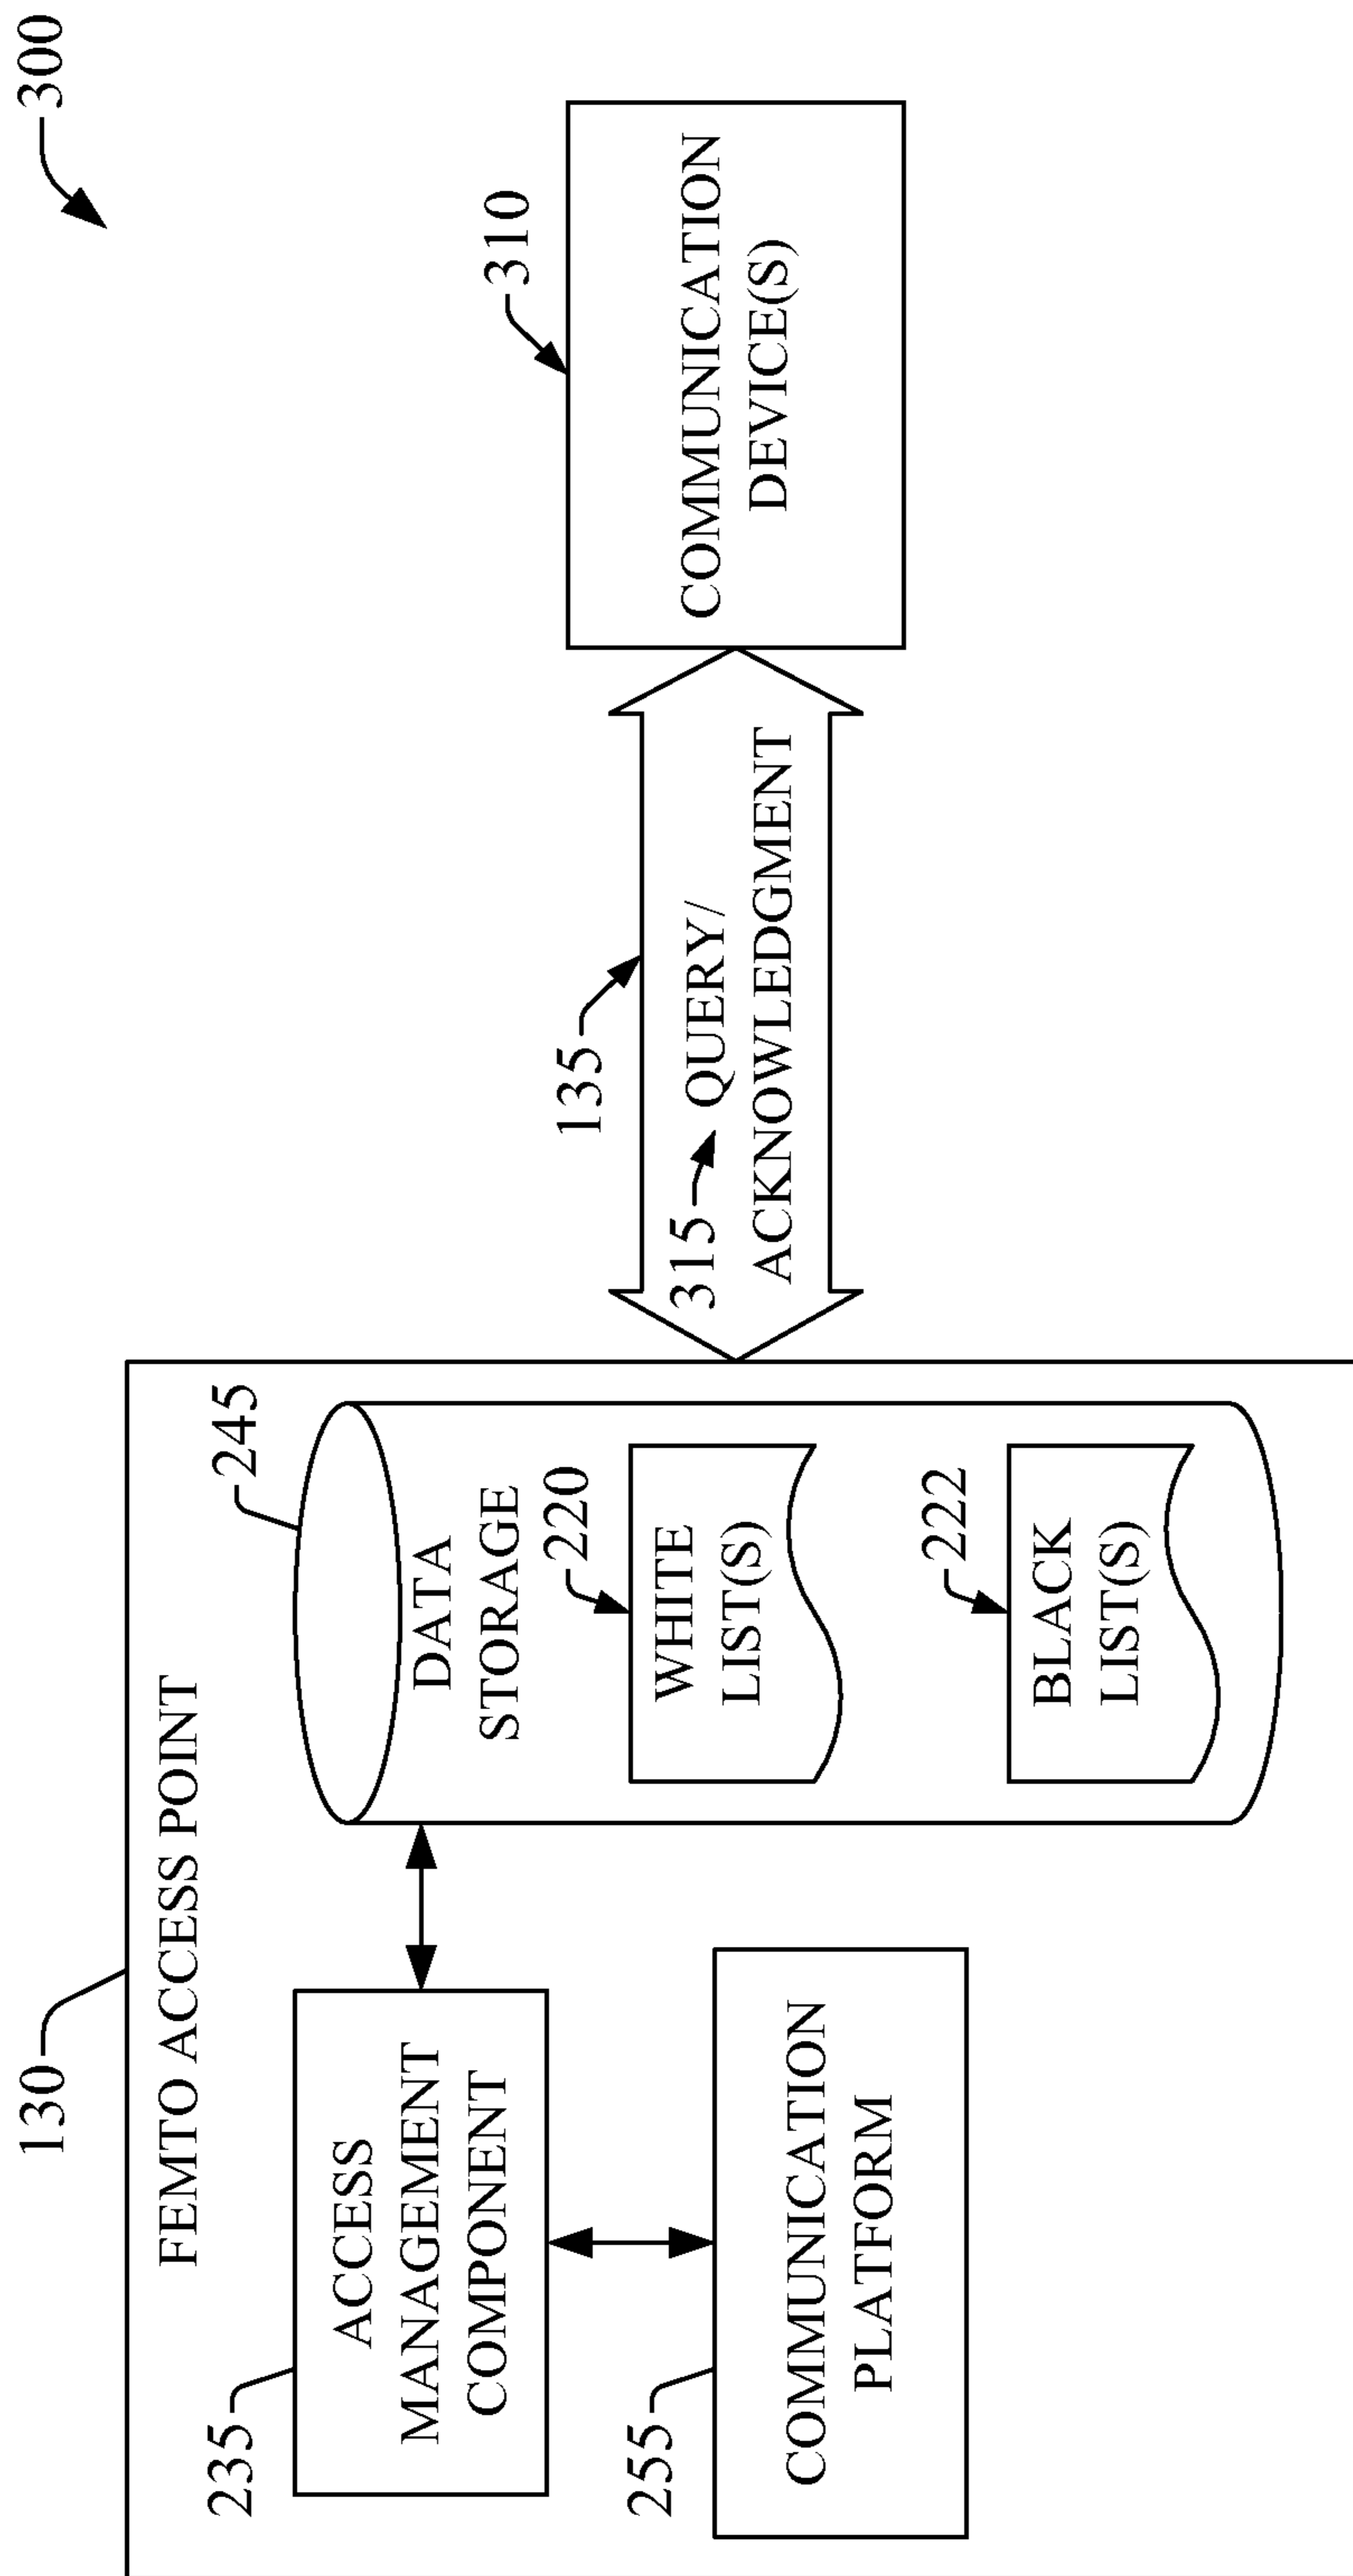 300
130
FEMTO ACCESS POINT
235
ACCESS
MANAGEMENT
COMPONENT
255
COMMUNICATION
PLATFORM
245
DATA
STORAGE
220
WHITE
LIST(S)
222
BLACK
LIST(S)
135
315
QUERY/
ACKNOWLEDGMENT
310
COMMUNICATION
DEVICE(S)